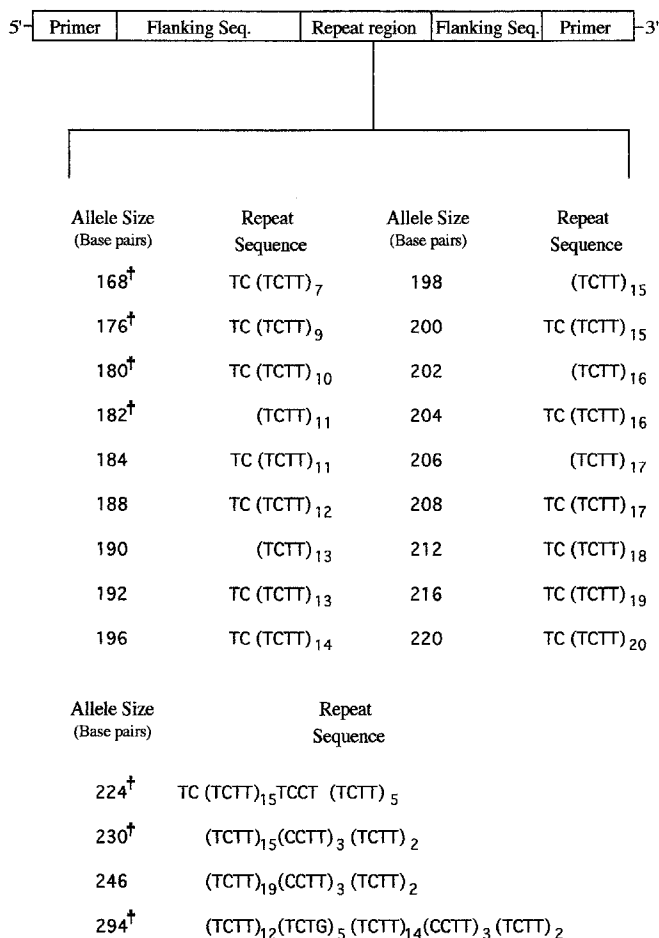 5'- Primer Flanking Seq. Repeat region Flanking Seq. Primer -3'
Allele Size Repeat Allele Size Repeat
(Base pairs) Sequence (Base pairs) Sequence
168† TC (TCTT)7 198 (TCTT)15
176† TC (TCTT)9 200 TC (TCTT)15
180† TC (TCTT)10 202 (TCTT)16
182† (TCTT)11 204 TC (TCTT)16
184 TC (TCTT)11 206 (TCTT)17
188 TC (TCTT)12 208 TC (TCTT)17
190 (TCTT)13 212 TC (TCTT)18
192 TC (TCTT)13 216 TC (TCTT)19
196 TC (TCTT)14 220 TC (TCTT)20
Allele Size Repeat
(Base pairs) Sequence
224† TC (TCTT)15TCCT (TCTT)5
230† (TCTT)15(CCTT)3(TCTT)2
246 (TCTT)19(CCTT)3(TCTT)2
294† (TCTT)12(TCTG)5(TCTT)14(CCTT)3(TCTT)2